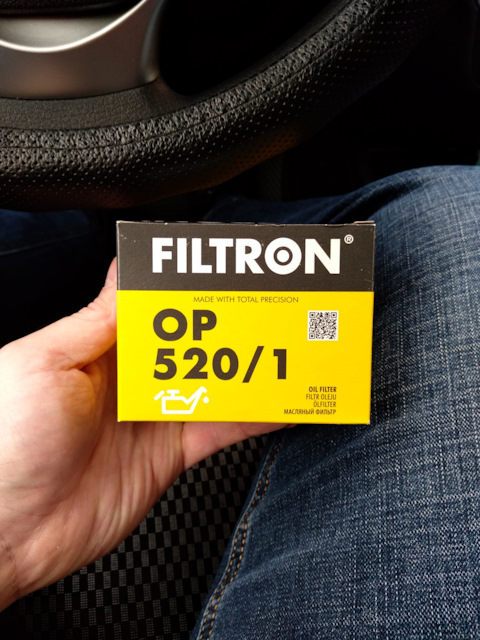 FILTRON®
MADE WITH TOTAL PRECISION
OP
520/1
OIL FILTER
FILTR OLEJU
ÖLFILTER
МАСЛЯНЫЙ ФИЛЬТР